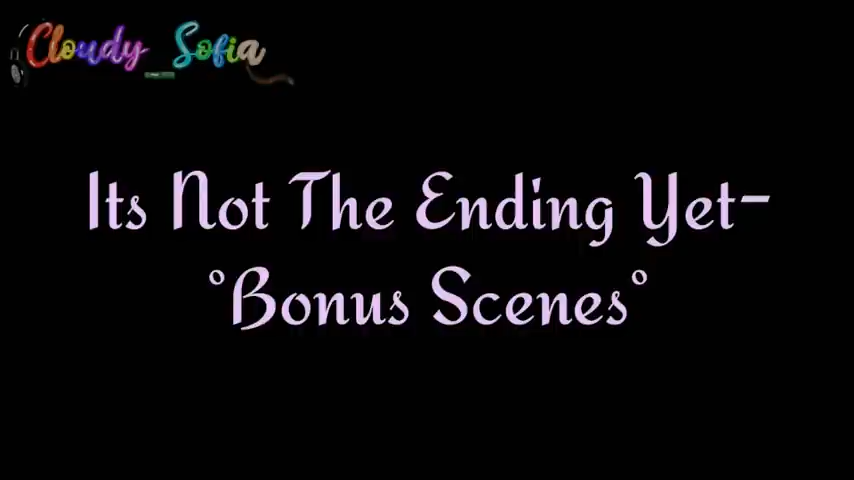 Cloudy_Sofia
Its Not The Ending Yet-
°Bonus Scenes°